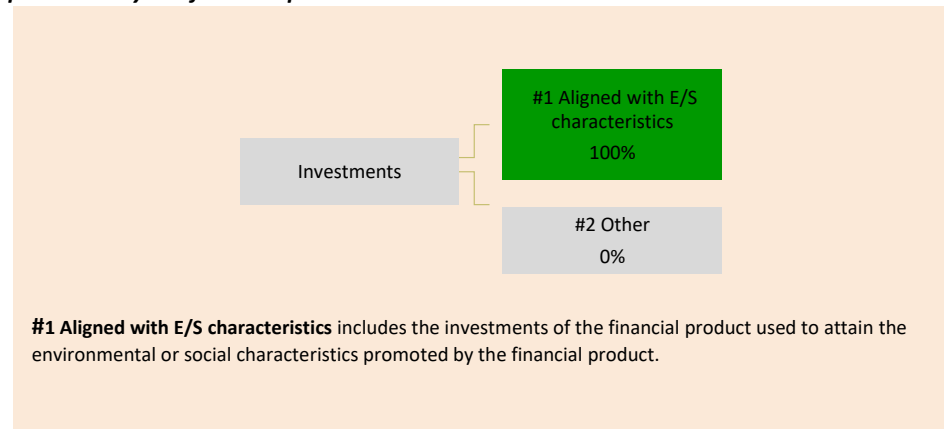 #1 Aligned with E/S
characteristics
100%
Investments
#2 Other
0%
#1 Aligned with E/S characteristics includes the investments of the financial product used to attain the
environmental or social characteristics promoted by the financial product.